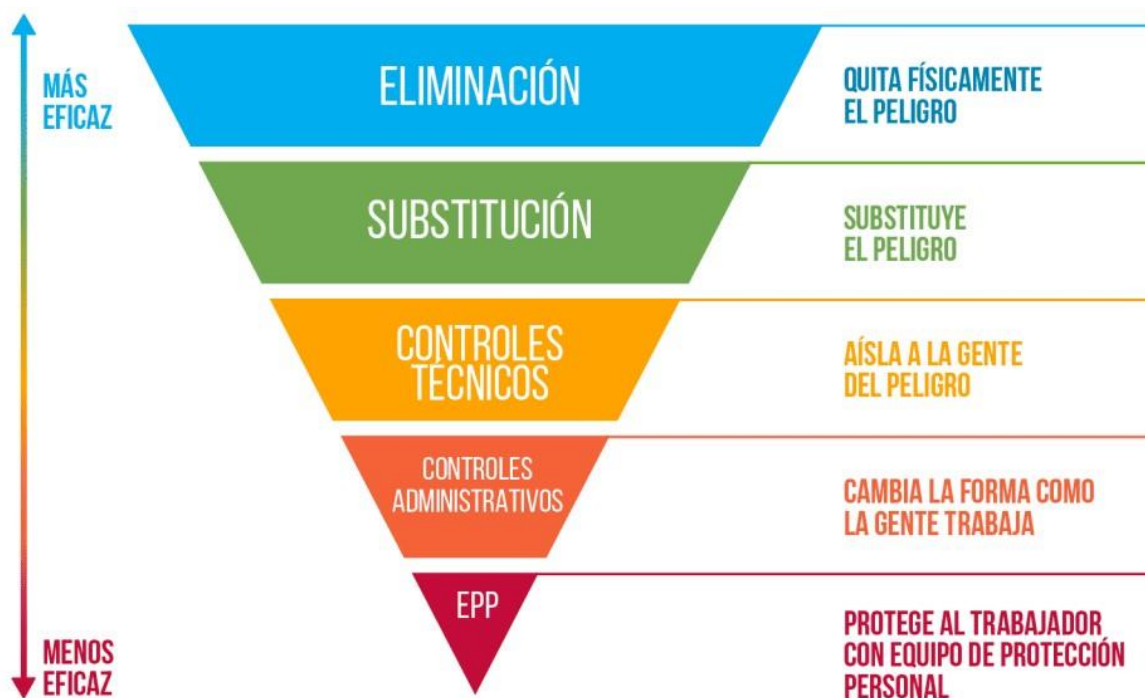 MÁS
EFICAZ
ELIMINACIÓN
QUITA FÍSICAMENTE
EL PELIGRO
SUBSTITUCIÓN
SUBSTITUYE
EL PELIGRO
CONTROLES
TÉCNICOS
AÍSLA A LA GENTE
DEL PELIGRO
CONTROLES
ADMINISTRATIVOS
CAMBIA LA FORMA COMO
LA GENTE TRABAJA
EPP
PROTEGE AL TRABAJADOR
CON EQUIPO DE PROTECCIÓN
PERSONAL
MENOS
EFICAZ